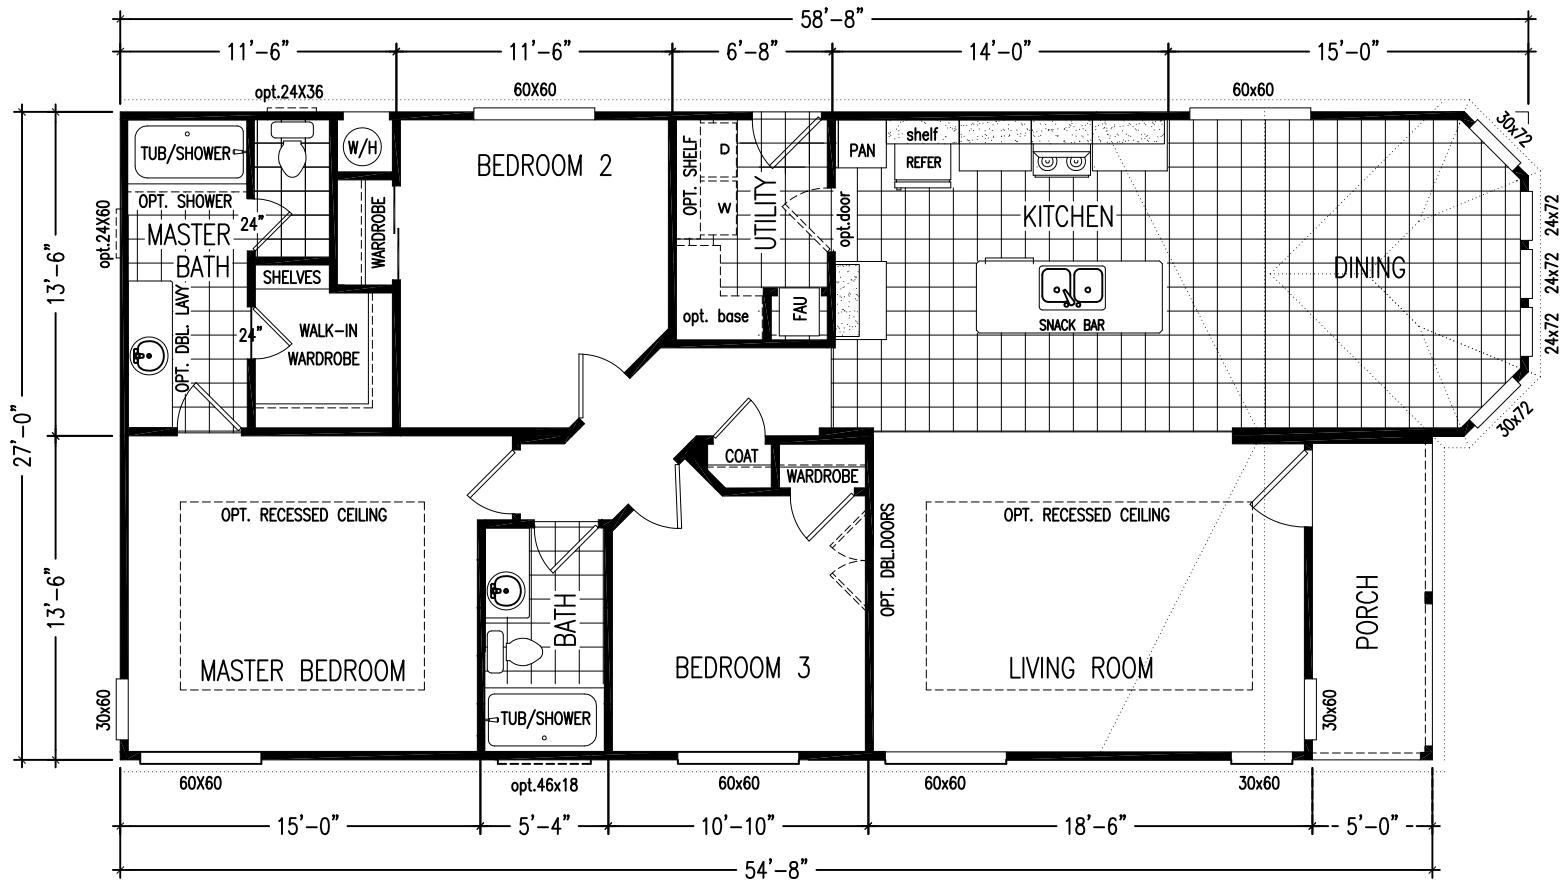 58'-8"
11'-6"
11'-6"
6'-8"
14'-0"
15'-0"
opt.24X36
60X60
60x60
30x72
TUB/SHOWER
W/H
BEDROOM 2
OPT. SHELF
D
W
UTILITY
opt.door
PAN
shelf
REFER
KITCHEN
DINING
24x72
24x72
24x72
30x72
OPT. SHOWER
24"
MASTER
BATH
opt.24X60
WARDROBE
SHELVES
OPT. DBL. LAVY
24"
WALK-IN
WARDROBE
opt. base
FAU
SNACK BAR
13'-6"
27'-0"
13'-6"
COAT
WARDROBE
OPT. RECESSED CEILING
MASTER BEDROOM
BATH
TUB/SHOWER
BEDROOM 3
OPT. DBL.DOORS
OPT. RECESSED CEILING
LIVING ROOM
PORCH
30x60
30x60
60X60
opt.46x18
60x60
60x60
30x60
15'-0"
5'-4"
10'-10"
18'-6"
5'-0"
54'-8"